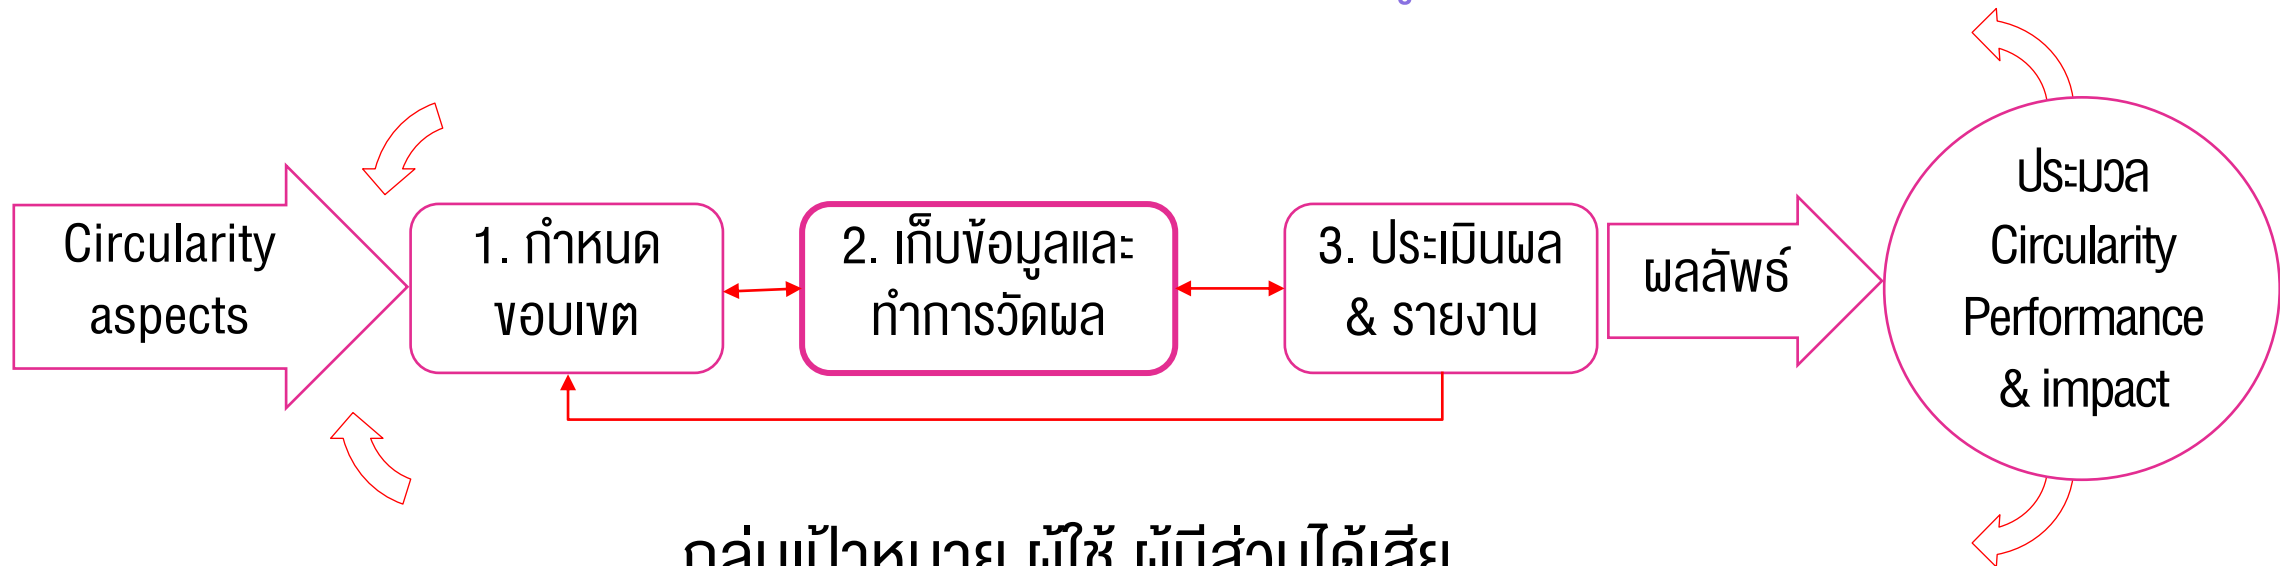 Circularity
aspects
1. กำหนด
ขอบเขต
2. เก็บข้อมูลและ
ทำการวัดผล
3. ประเมินผล
& รายงาน
ผลลัพธ์
ประมวล
Circularity
Performance
& impact
กลุ่มเป้าหมาย ผู้ใช้ ผู้มีส่วนได้เสีย